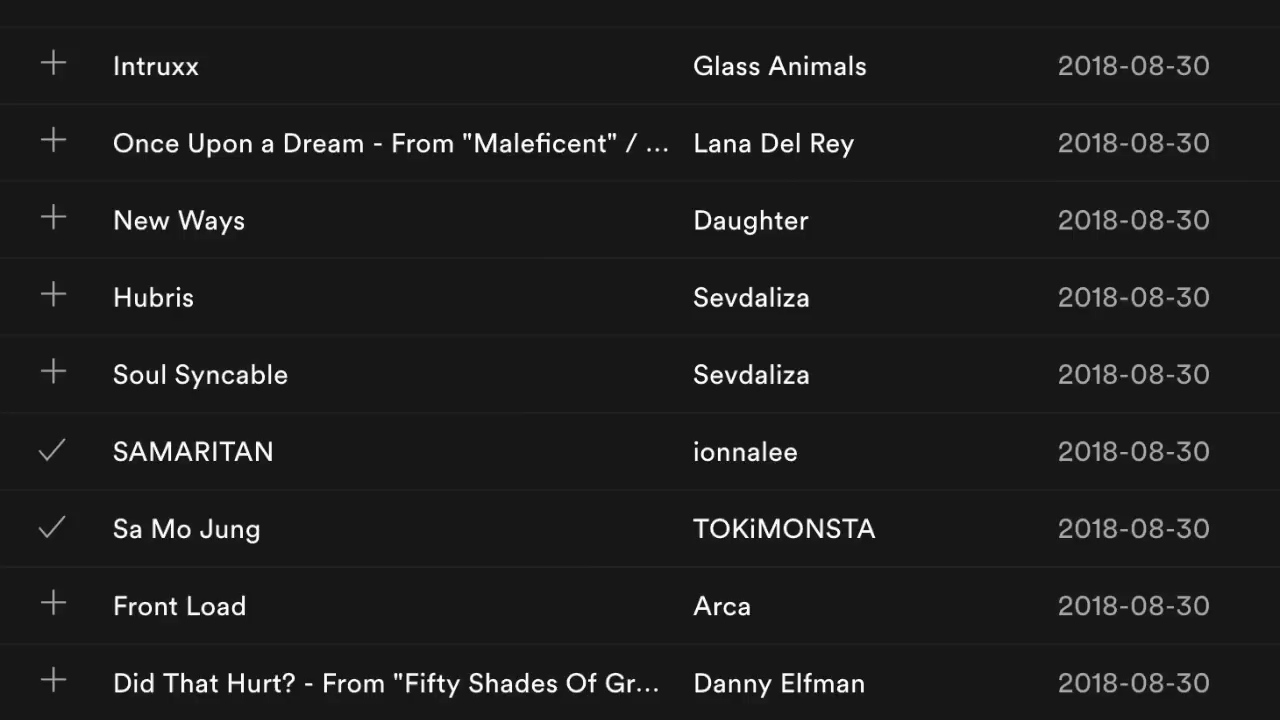 Intruxx Glass Animals 2018-08-30
Once Upon a Dream - From "Maleficent" / ... Lana Del Rey 2018-08-30
New Ways Daughter 2018-08-30
Hubris Sevdaliza 2018-08-30
Soul Syncable Sevdaliza 2018-08-30
SAMARITAN ionnalee 2018-08-30
Sa Mo Jung TOKiMONSTA 2018-08-30
Front Load Arca 2018-08-30
Did That Hurt? - From "Fifty Shades Of Gr... Danny Elfman 2018-08-30